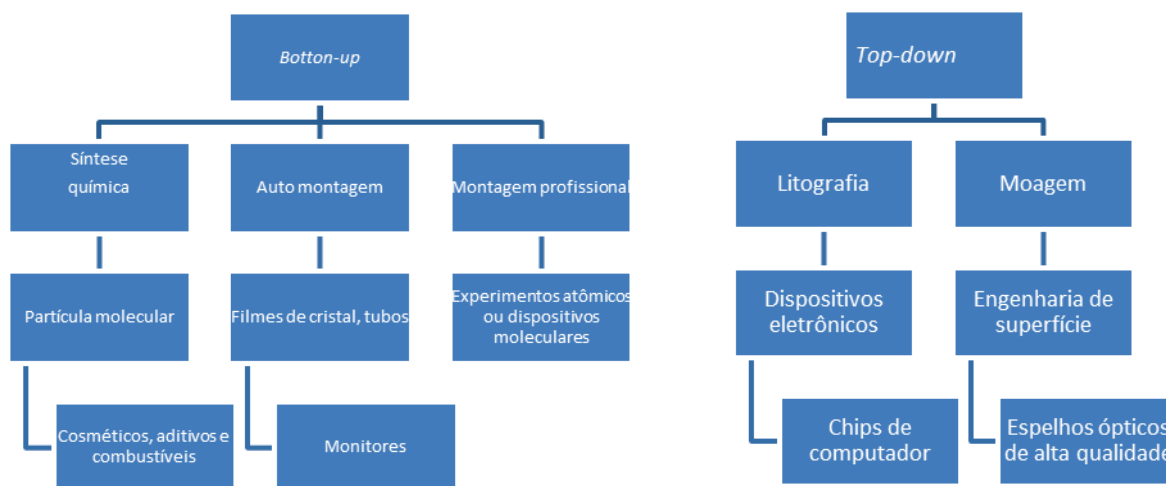 Botton-up
Síntese
química
Auto montagem
Montagem profissional
Partícula molecular
Filmes de cristal, tubos
Experimentos atômicos
ou dispositivos
moleculares
Cosméticos, aditivos e
combustíveis
Monitores
Top-down
Litografia
Moagem
Dispositivos
eletrônicos
Engenharia de
superfície
Chips de
computador
Espelhos ópticos
de alta qualidade